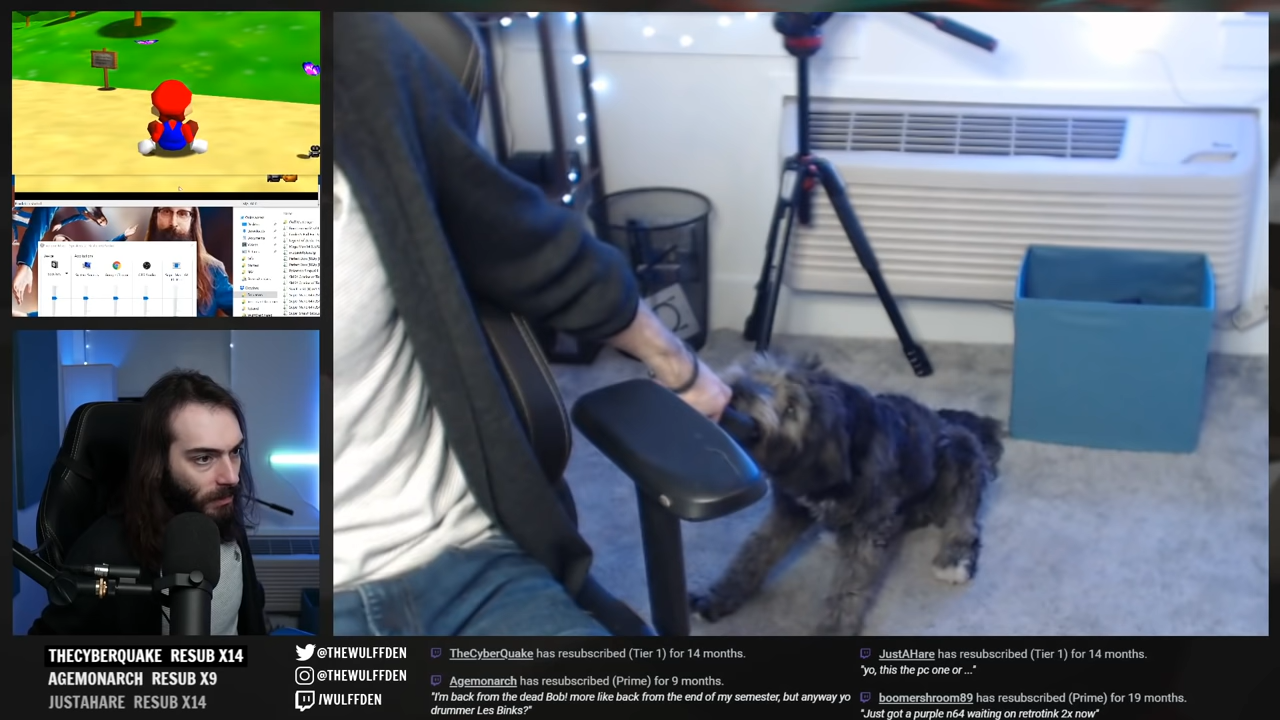 THECYBERQUAKE RESUB X14
AGEMONARCH RESUB X9
JUSTAHARE RESUB X14
@THEWULFFDEN
@THEWULFFDEN
/WULFFDEN
TheCyberQuake has resubscribed (Tier 1) for 14 months.
Agemonarch has resubscribed (Prime) for 9 months.
"I'm back from the dead Bob! more like back from the end of my semester, but anyway yo
drummer Les Binks?"
JustAHare has resubscribed (Tier 1) for 14 months.
"yo, this the pc one or ..."
boomershroom89 has resubscribed (Prime) for 19 months.
"Just got a purple n64 waiting on retrotink 2x now"